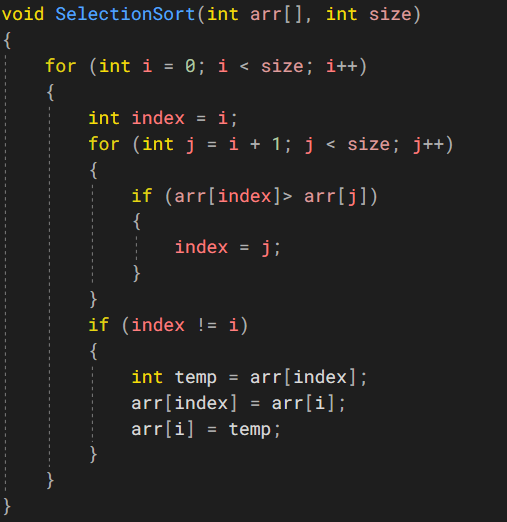 void SelectionSort(int arr[], int size)
{
    for (int i = 0; i < size; i++)
    {
        int index = i;
        for (int j = i + 1; j < size; j++)
        {
            if (arr[index]> arr[j])
            {
                index = j;
            }
        }
        if (index != i)
        {
            int temp = arr[index];
            arr[index] = arr[i];
            arr[i] = temp;
        }
    }
}